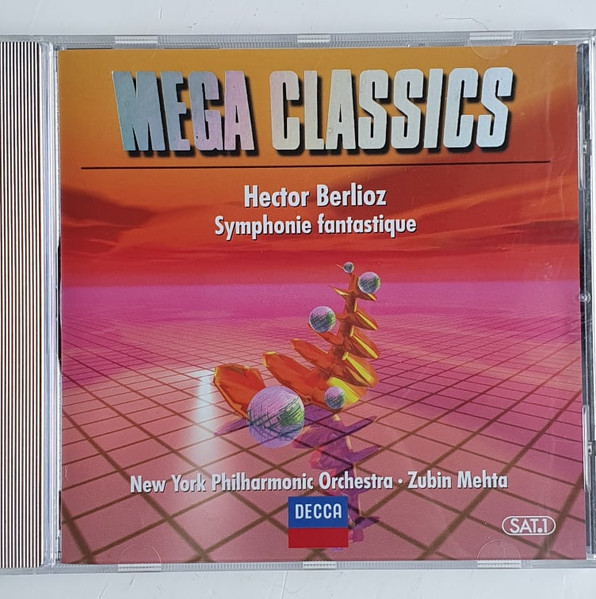 MEGA CLASSICS
Hector Berlioz
Symphonie fantastique
New York Philharmonic Orchestra · Zubin Mehta
DECCA
SAT.1